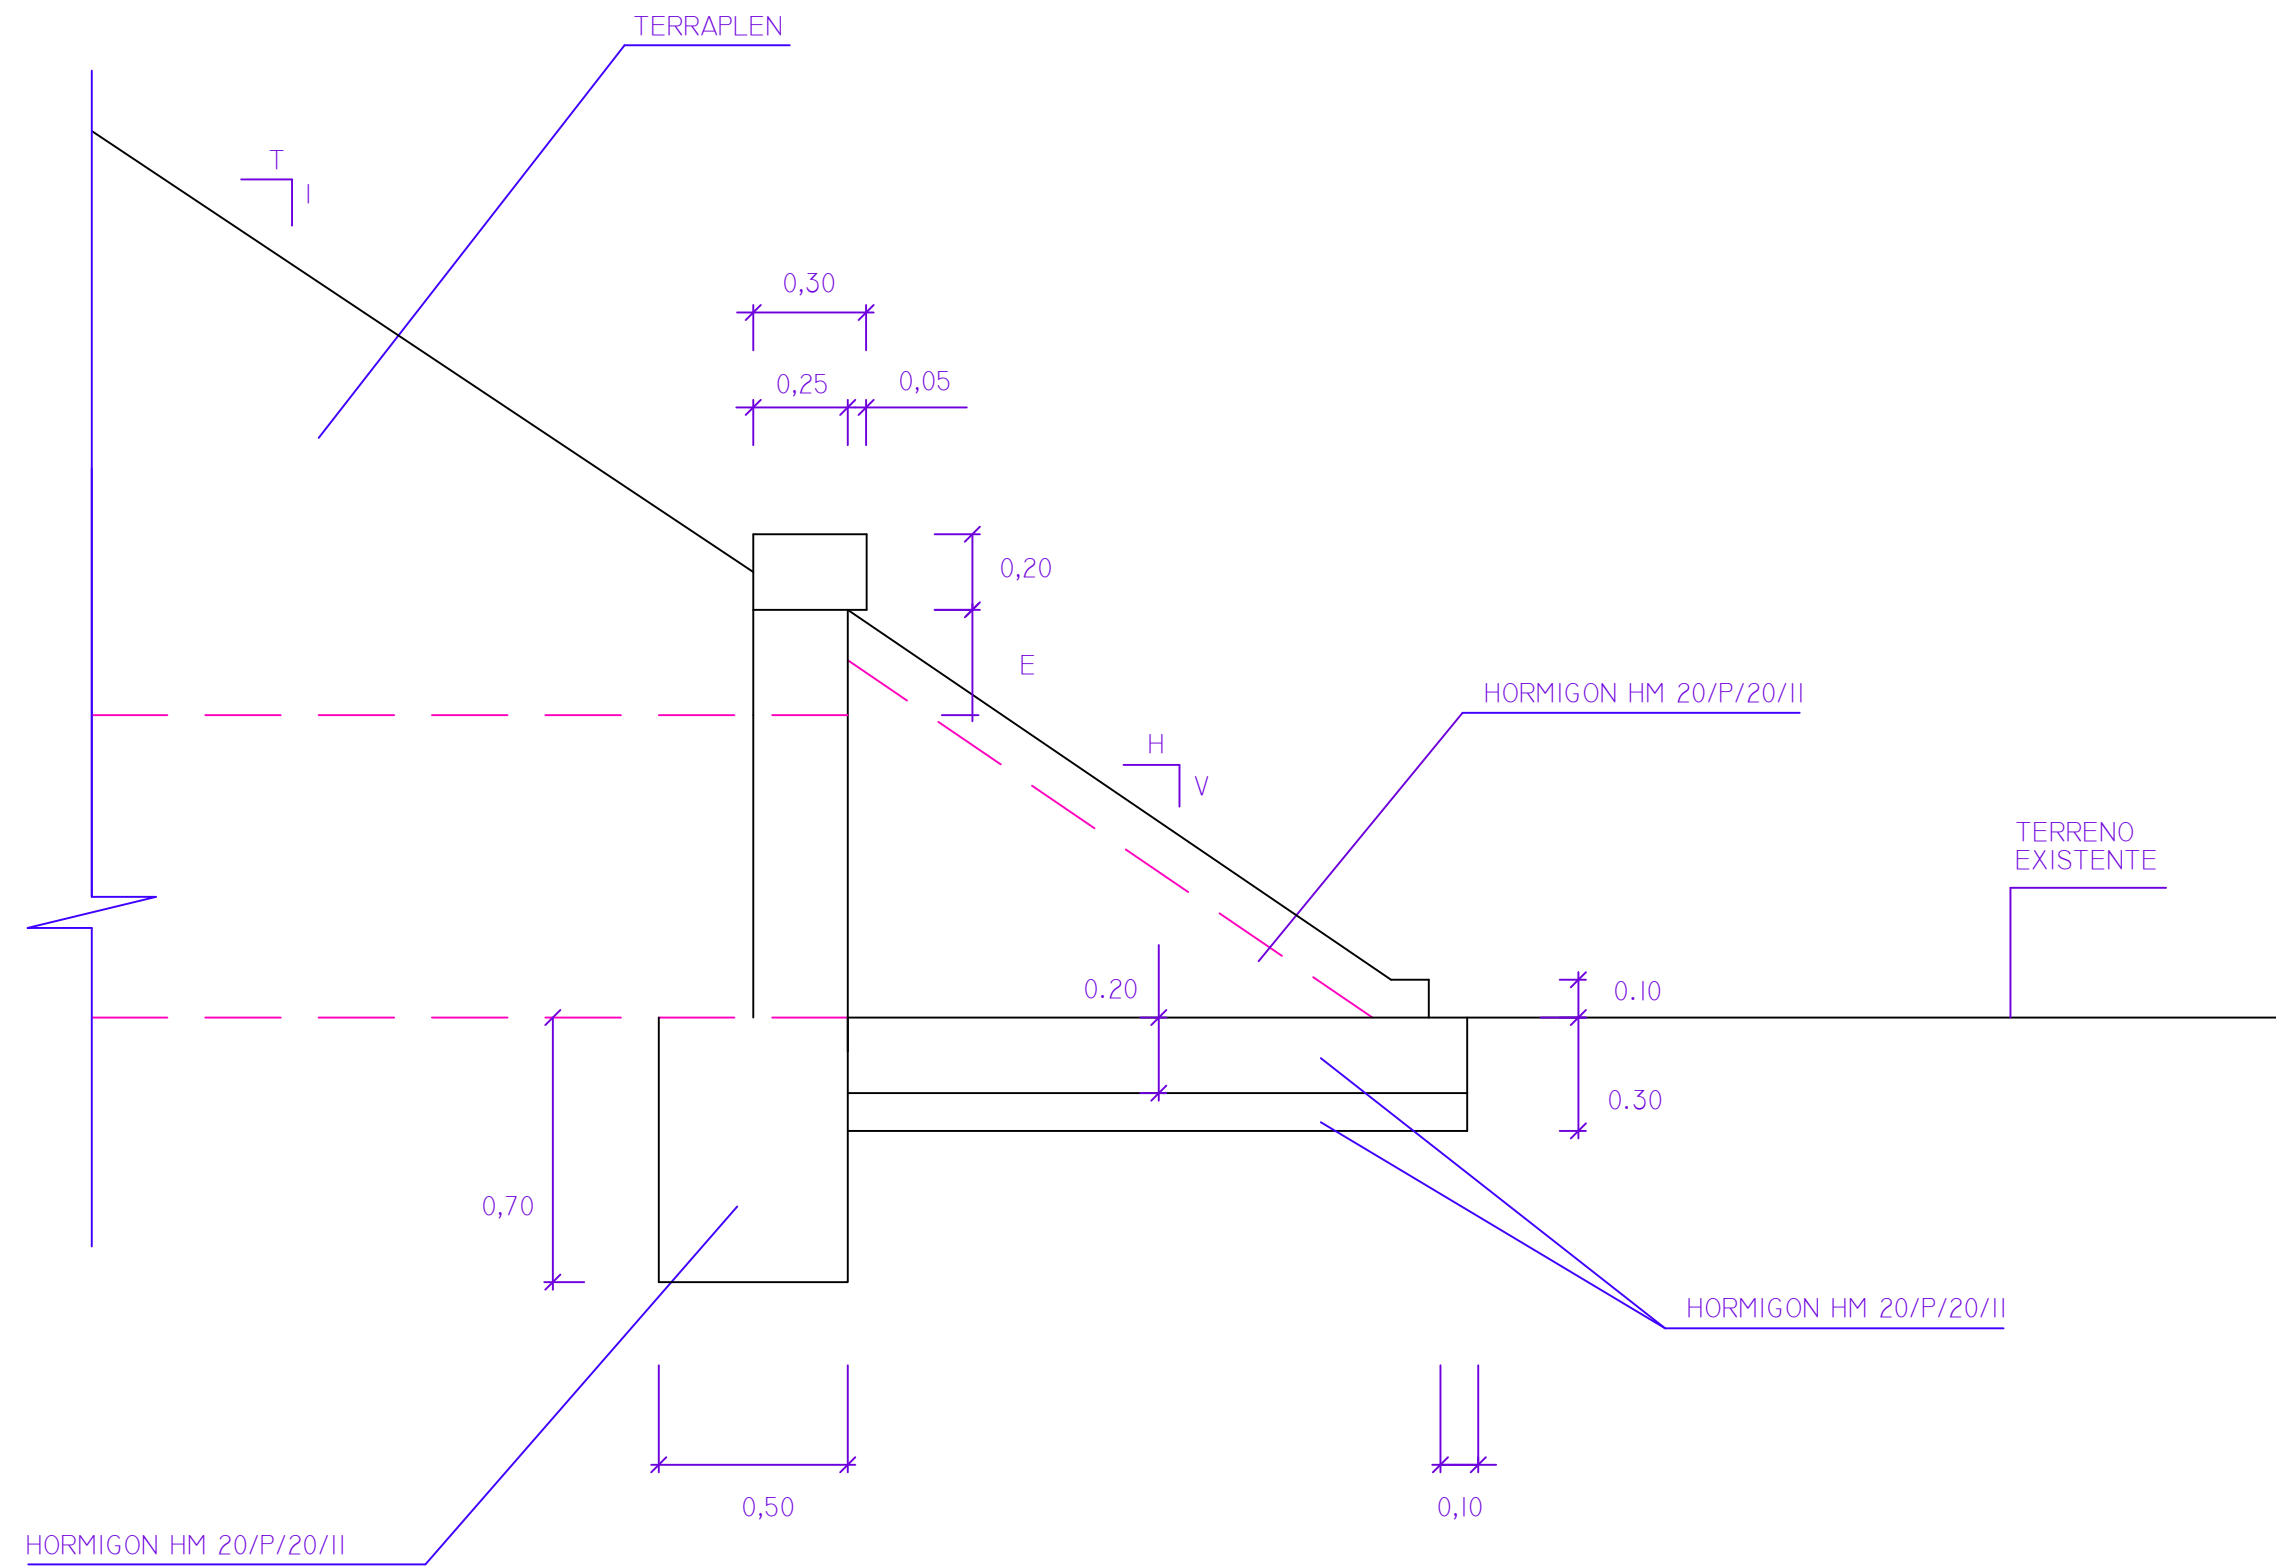 TERRAPLEN
T
1
0,30
0,25
0,05
0,20
E
HORMIGON HM 20/P/20/II
H
V
TERRENO
EXISTENTE
0.20
0.10
0.30
0,70
HORMIGON HM 20/P/20/II
0,50
0,10
HORMIGON HM 20/P/20/II